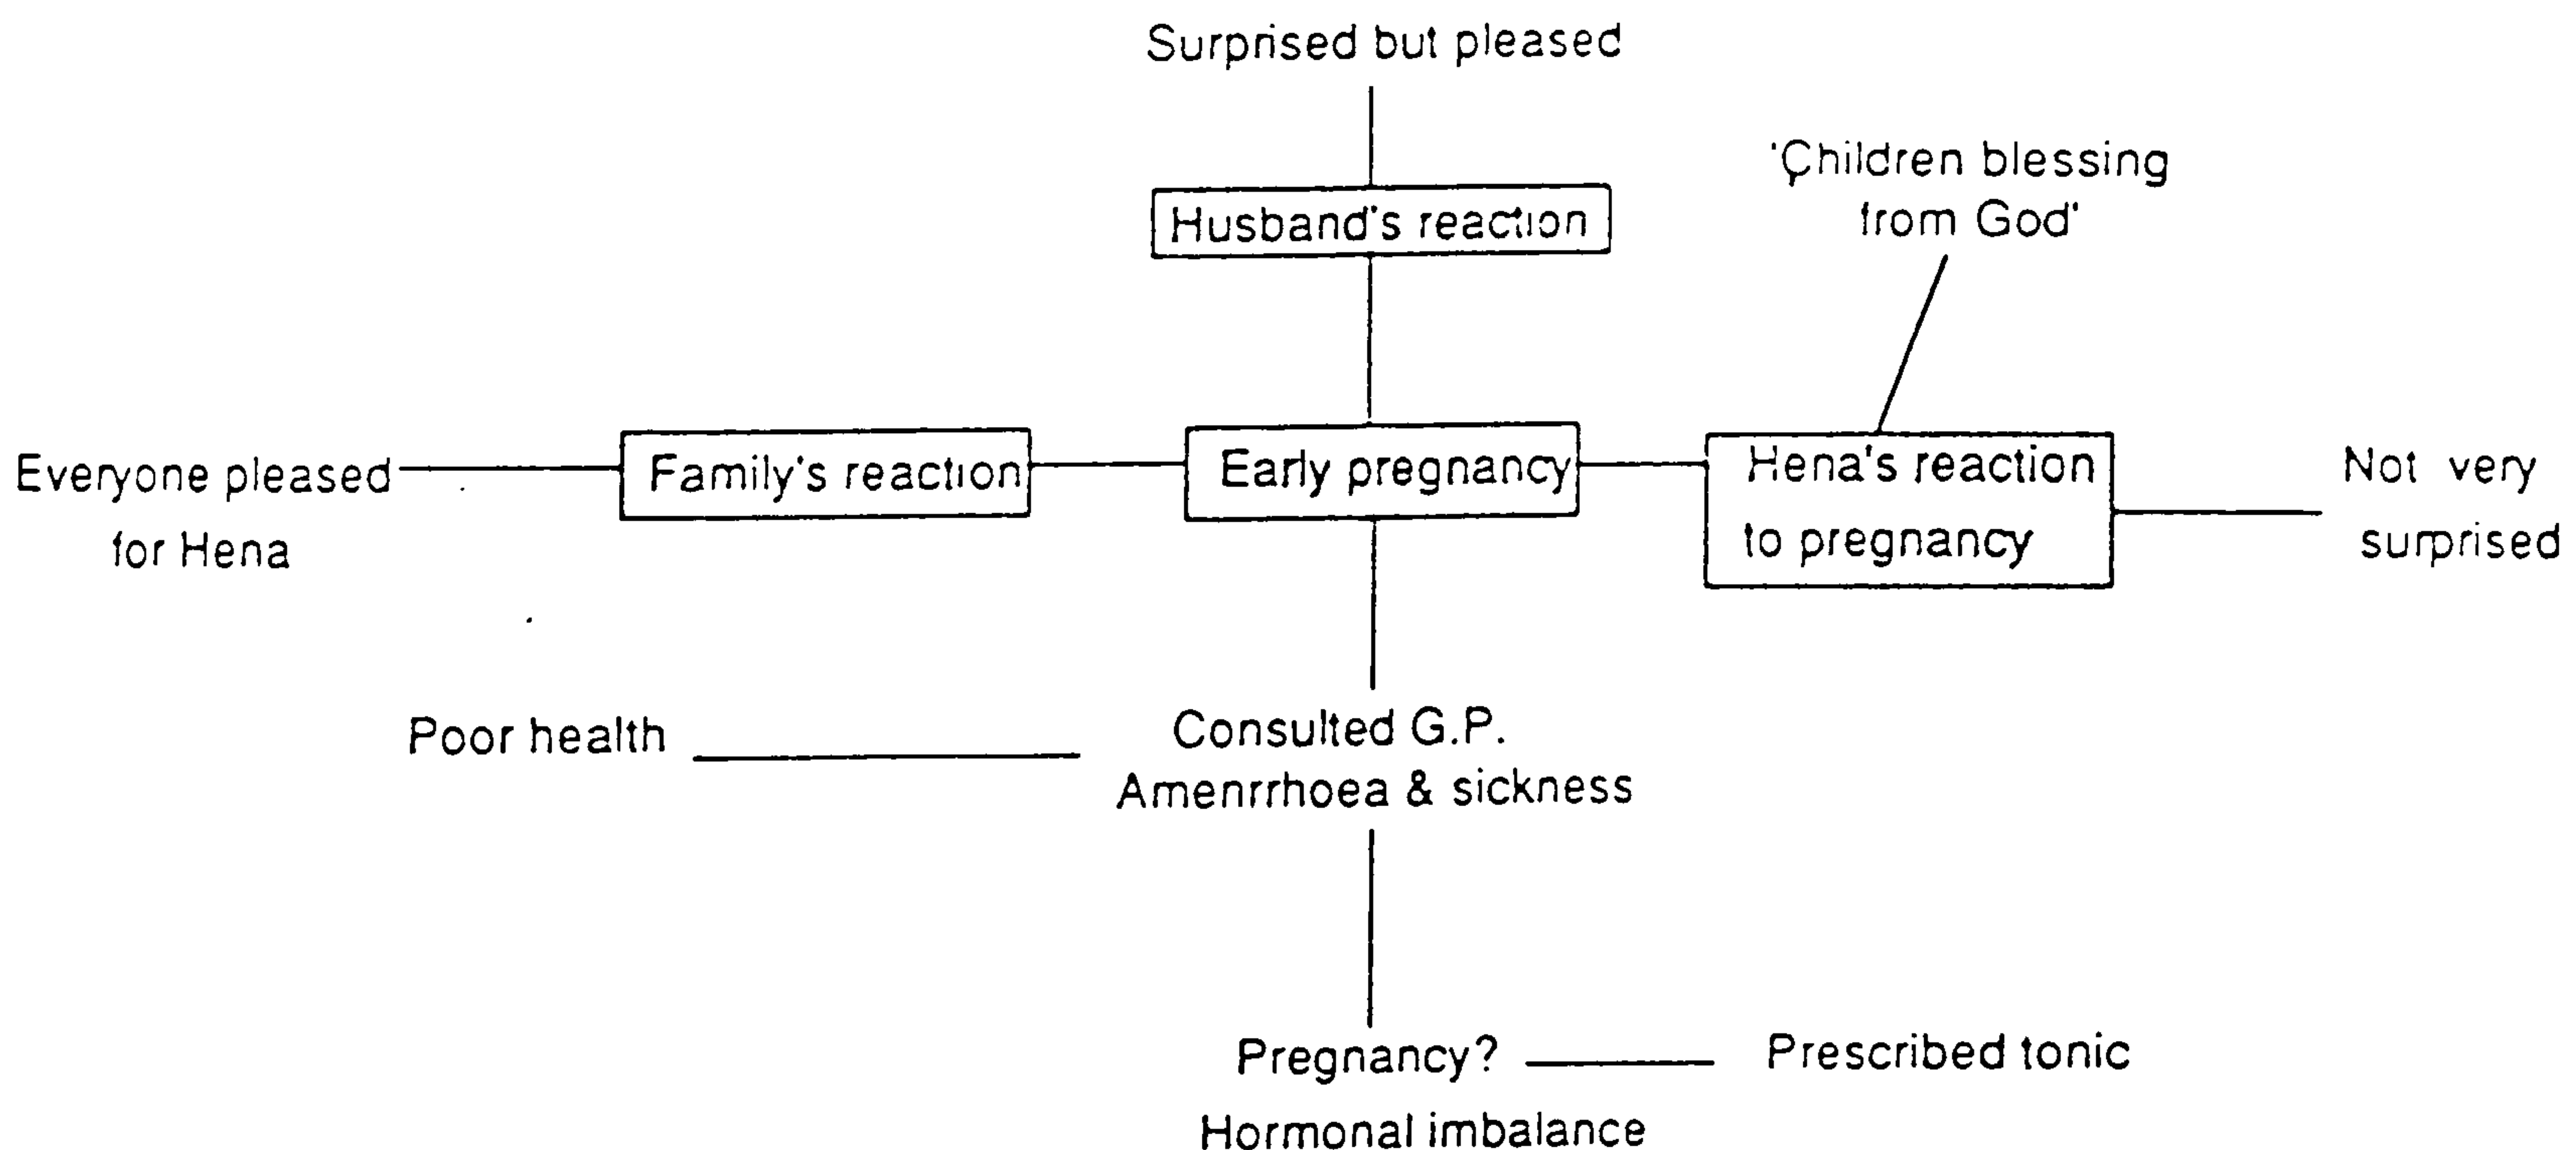 Surprised but pleased
Husband's reaction
'Children blessing
from God'
Everyone pleased
for Hena
Family's reaction
Early pregnancy
Hena's reaction
to pregnancy
Not very
surprised
Poor health
Consulted G.P.
Amenrrhoea & sickness
Pregnancy?
Hormonal imbalance
Prescribed tonic